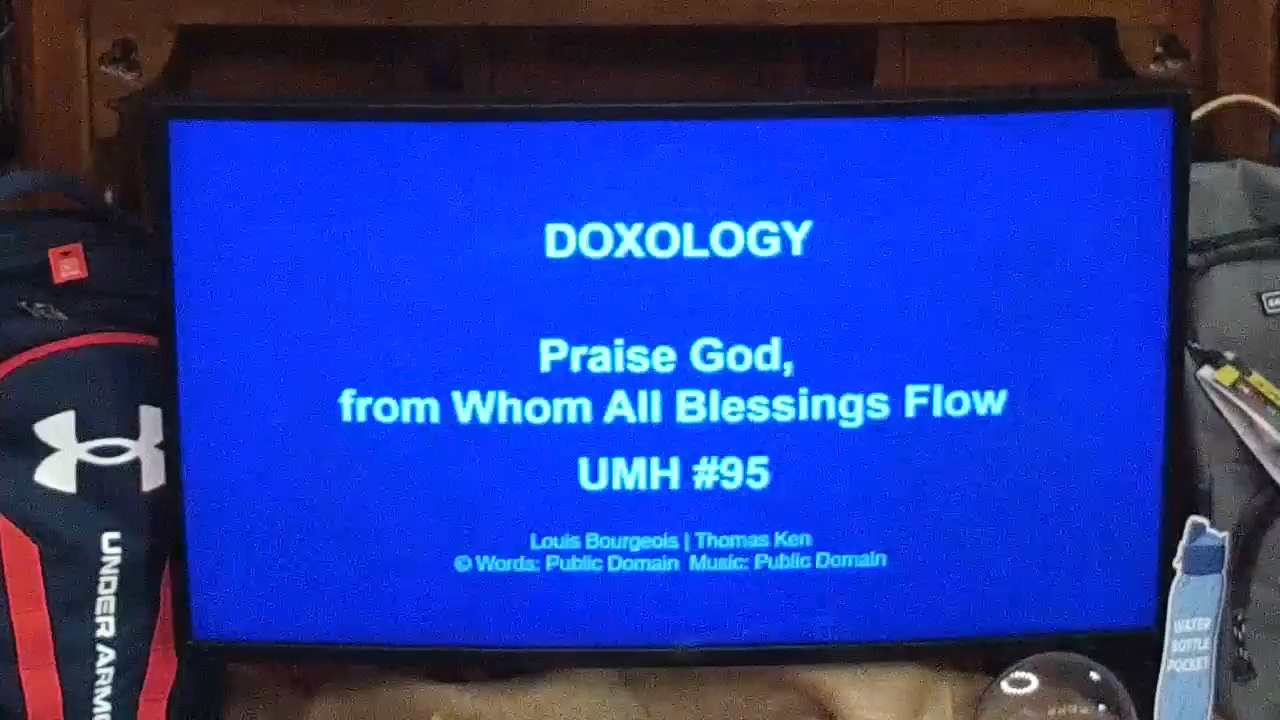 DOXOLOGY
Praise God,
from Whom All Blessings Flow
UMH #95
Louis Bourgeois | Thomas Ken
© Words: Public Domain Music: Public Domain
UNDER ARMO
WATER
BOTTLE
POCKET